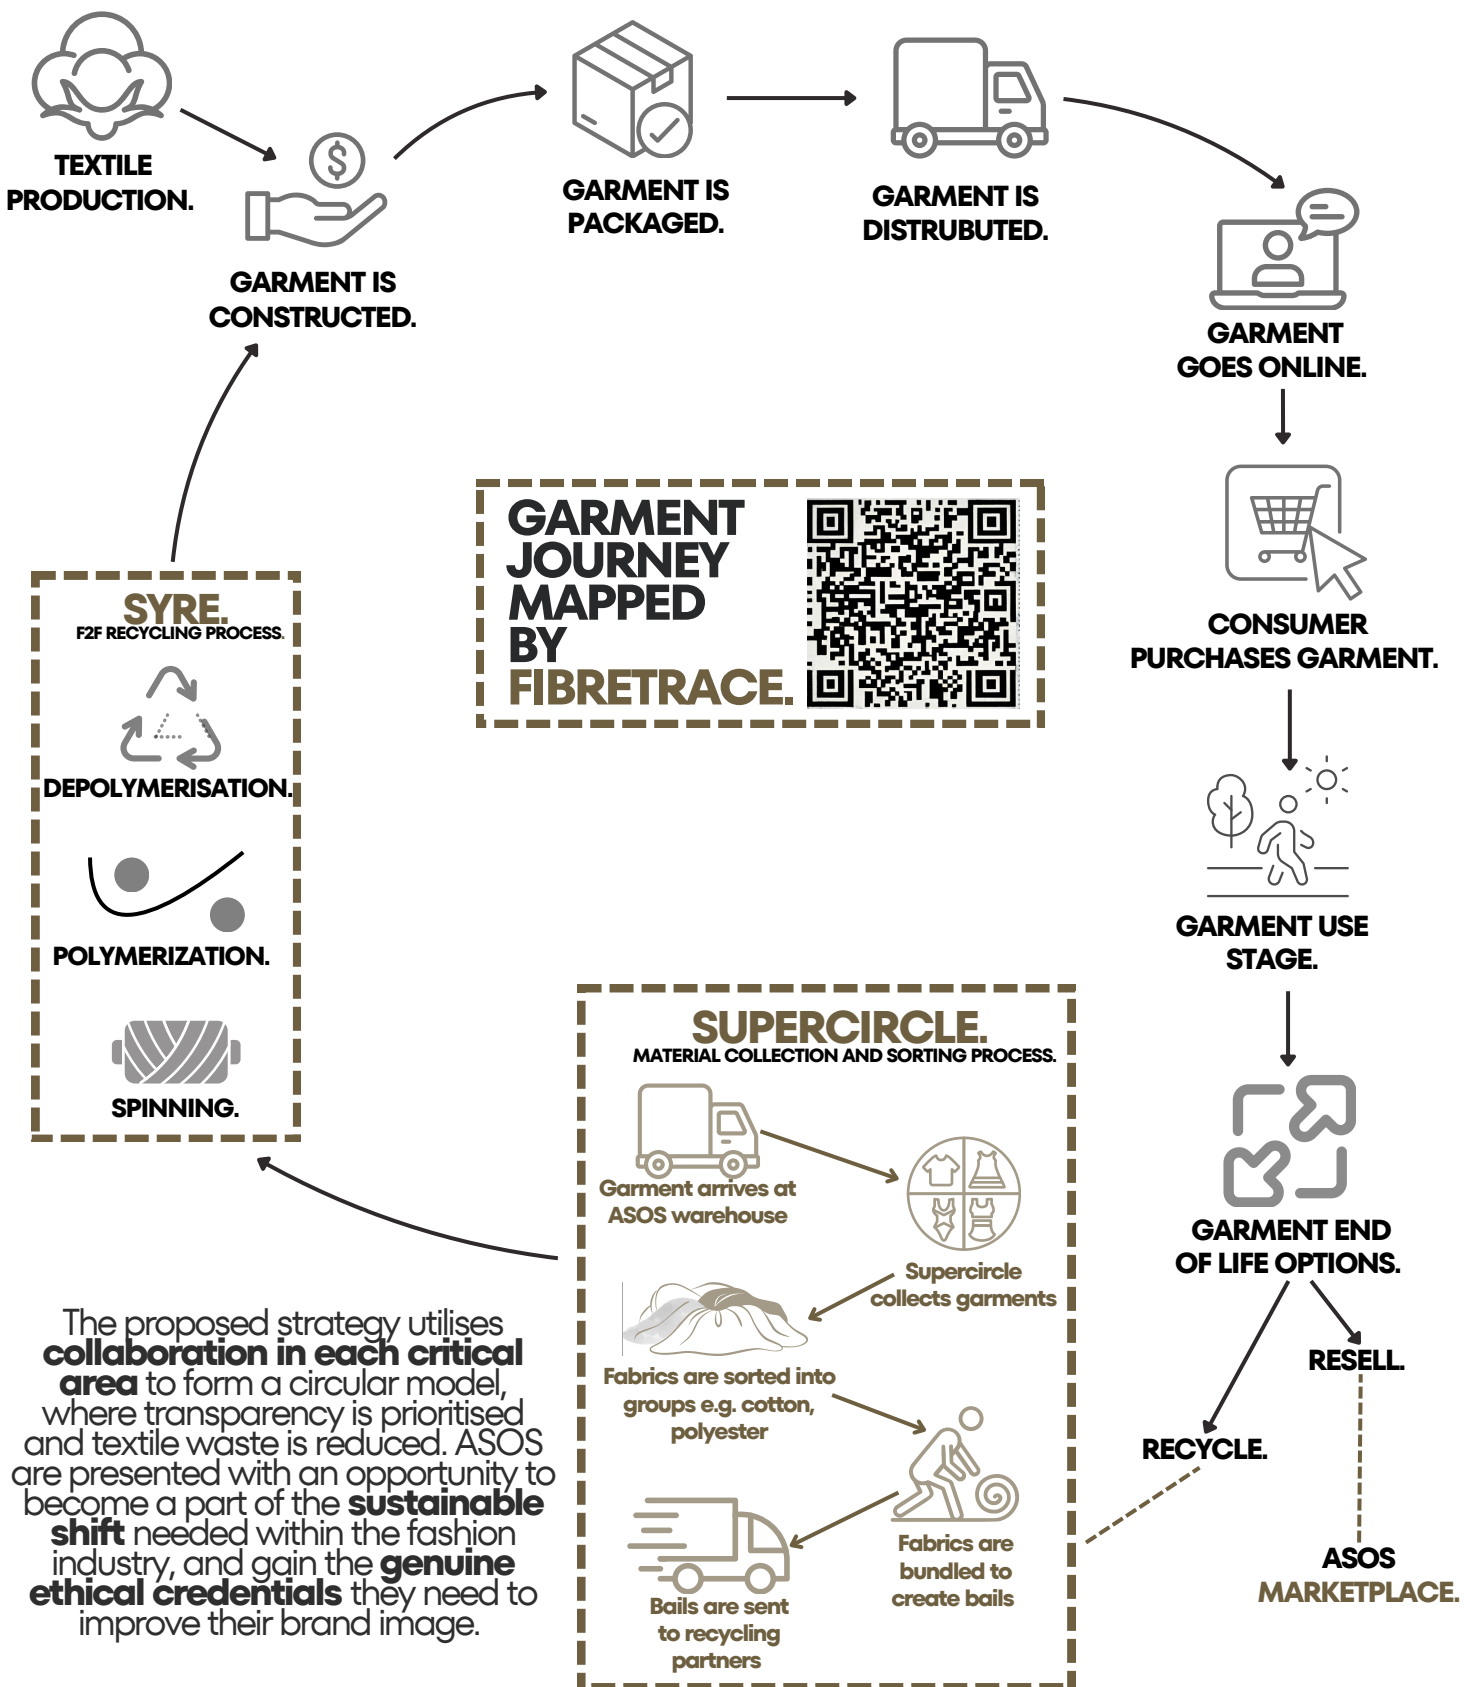 TEXTILE
PRODUCTION.
GARMENT IS
CONSTRUCTED.
GARMENT IS
PACKAGED.
GARMENT IS
DISTRUBUTED.
GARMENT
GOES ONLINE.
CONSUMER
PURCHASES GARMENT.
GARMENT USE
STAGE.
GARMENT END
OF LIFE OPTIONS.
RESELL.
RECYCLE.
ASOS
MARKETPLACE.
GARMENT
JOURNEY
MAPPED
BY
FIBRETRACE.
SUPERCIRCLE.
MATERIAL COLLECTION AND SORTING PROCESS.
Garment arrives at
ASOS warehouse
Supercircle
collects garments
Fabrics are sorted into
groups e.g. cotton,
polyester
Fabrics are
bundled to
create bails
Bails are sent
to recycling
partners
SYRE.
F2F RECYCLING PROCESS.
DEPOLYMERISATION.
POLYMERIZATION.
SPINNING.
The proposed strategy utilises
collaboration in each critical
area to form a circular model,
where transparency is prioritised
and textile waste is reduced. ASOS
are presented with an opportunity to
become a part of the sustainable
shift needed within the fashion
industry, and gain the genuine
ethical credentials they need to
improve their brand image.